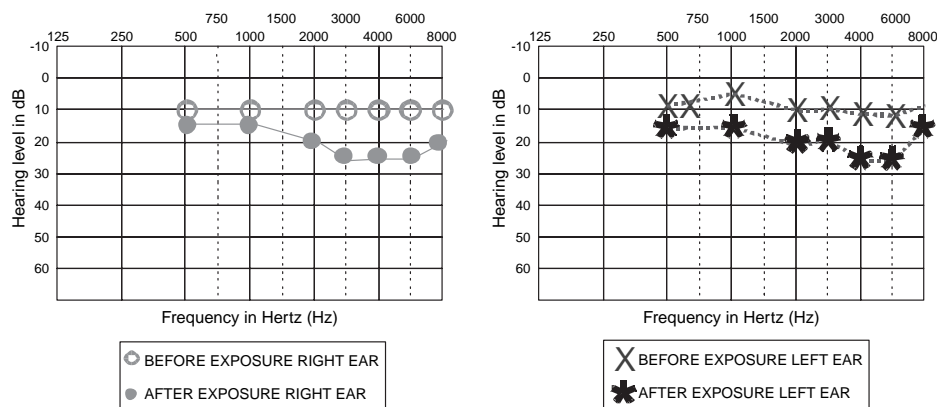 750 1500 3000 6000
125 250 500 1000 2000 4000 8000
-10
0
10
20
30
40
50
60
Hearing level in dB
Frequency in Hertz (Hz)
BEFORE EXPOSURE RIGHT EAR
AFTER EXPOSURE RIGHT EAR
750 1500 3000 6000
125 250 500 1000 2000 4000 8000
-10
0
10
20
30
40
50
60
Hearing level in dB
Frequency in Hertz (Hz)
BEFORE EXPOSURE LEFT EAR
AFTER EXPOSURE LEFT EAR